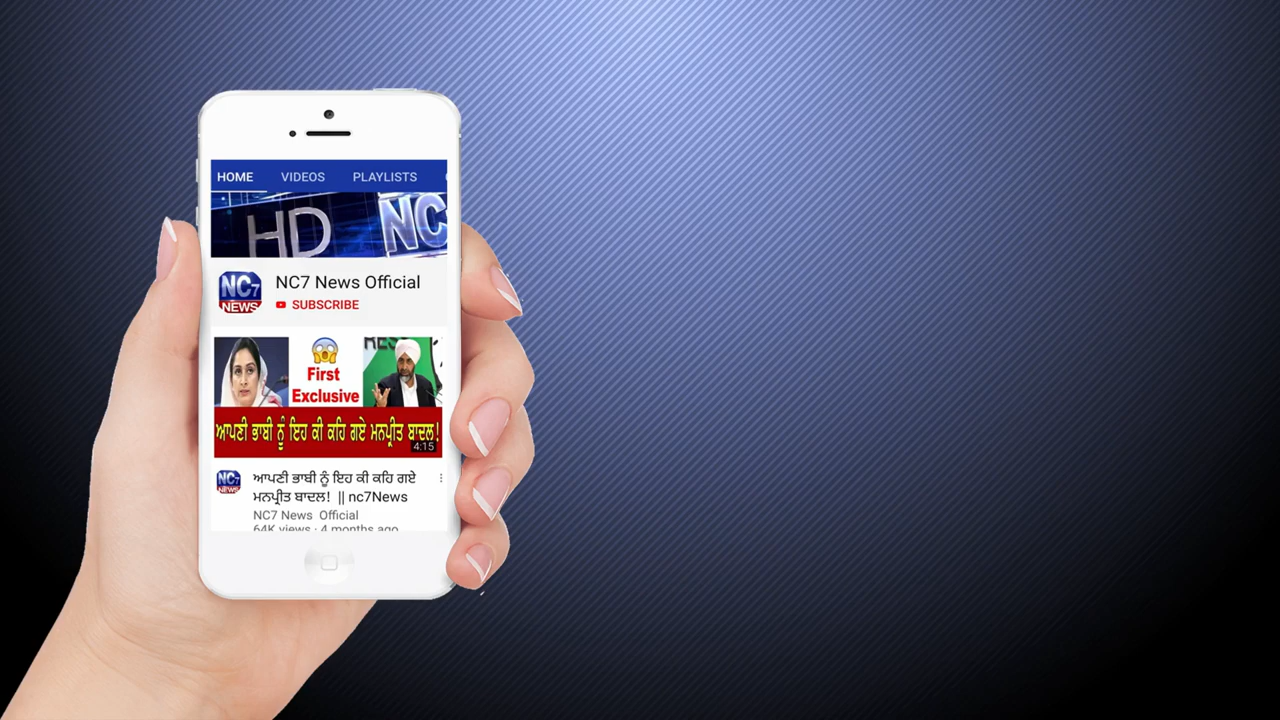 HOME VIDEOS PLAYLISTS
HD NC
NC7 NEWS
NC7 News Official
SUBSCRIBE
First
Exclusive
ਆਪਣੀ ਭਾਬੀ ਨੂੰ ਇਹ ਕੀ ਕਹਿ ਗਏ ਮਨਪ੍ਰੀਤ ਬਾਦਲ!
4:15
NC7 NEWS
ਆਪਣੀ ਭਾਬੀ ਨੂੰ ਇਹ ਕੀ ਕਹਿ ਗਏ
ਮਨਪ੍ਰੀਤ ਬਾਦਲ! || nc7News
NC7 News Official
64K views · 4 months ago